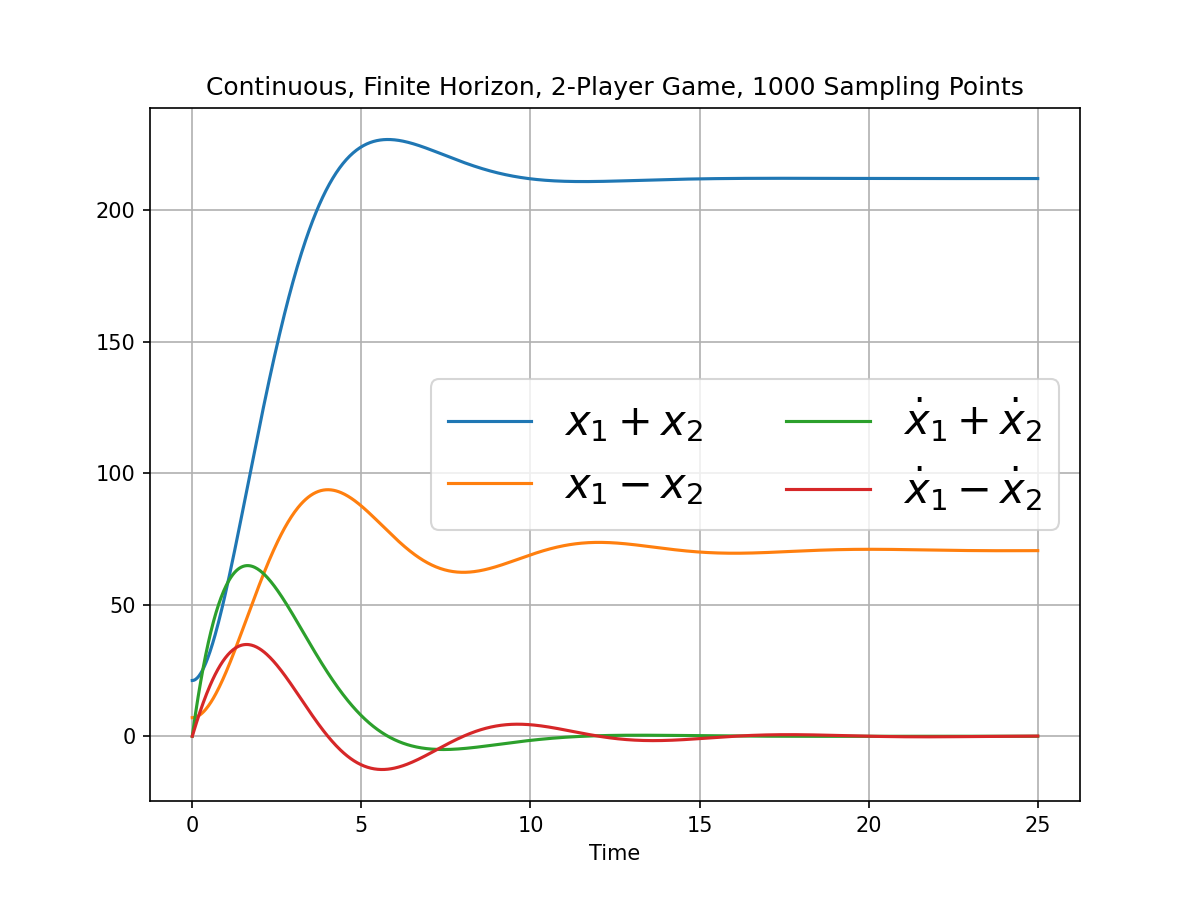 Continuous, Finite Horizon, 2-Player Game, 1000 Sampling Points
200
150
100
50
0
x₁ + x₂
x₁ − x₂
ẋ₁ + ẋ₂
ẋ₁ − ẋ₂
0 5 10 15 20 25
Time